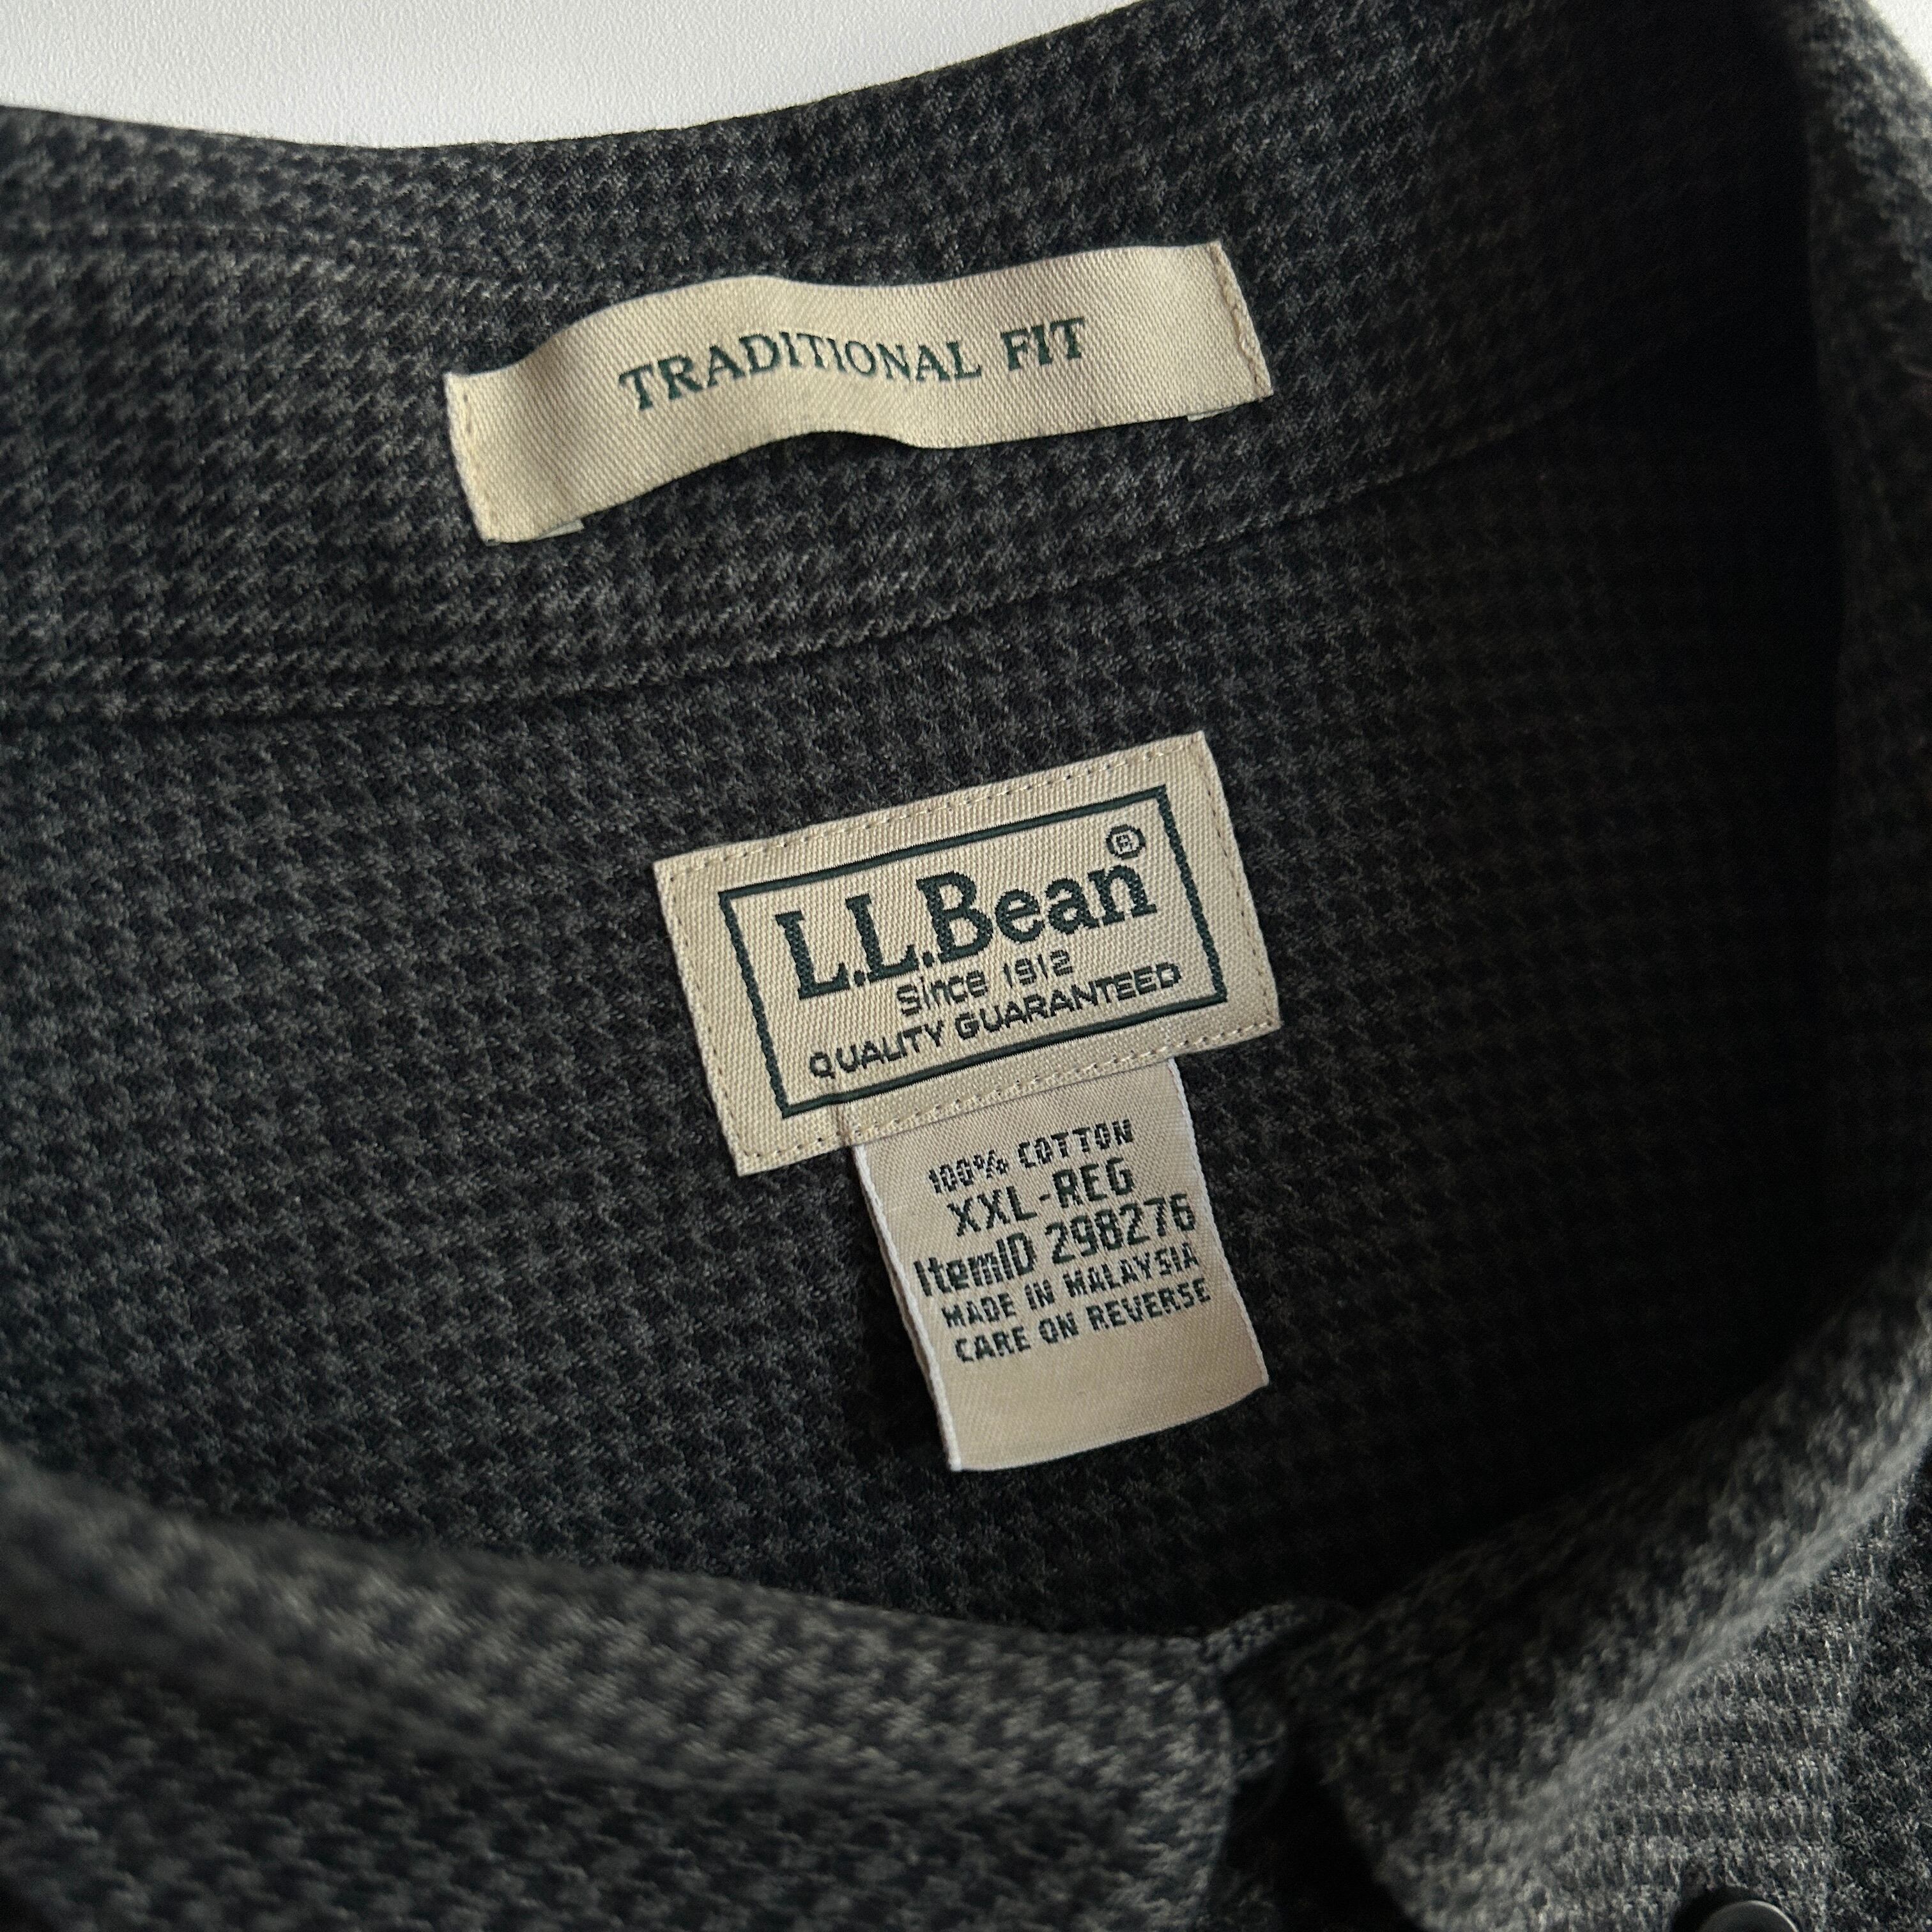 TRADITIONAL FIT
L.L.Bean®
Since 1912
QUALITY GUARANTEED
100% COTTON
XXL-REG
ItemID 298276
MADE IN MALAYSIA
CARE ON REVERSE